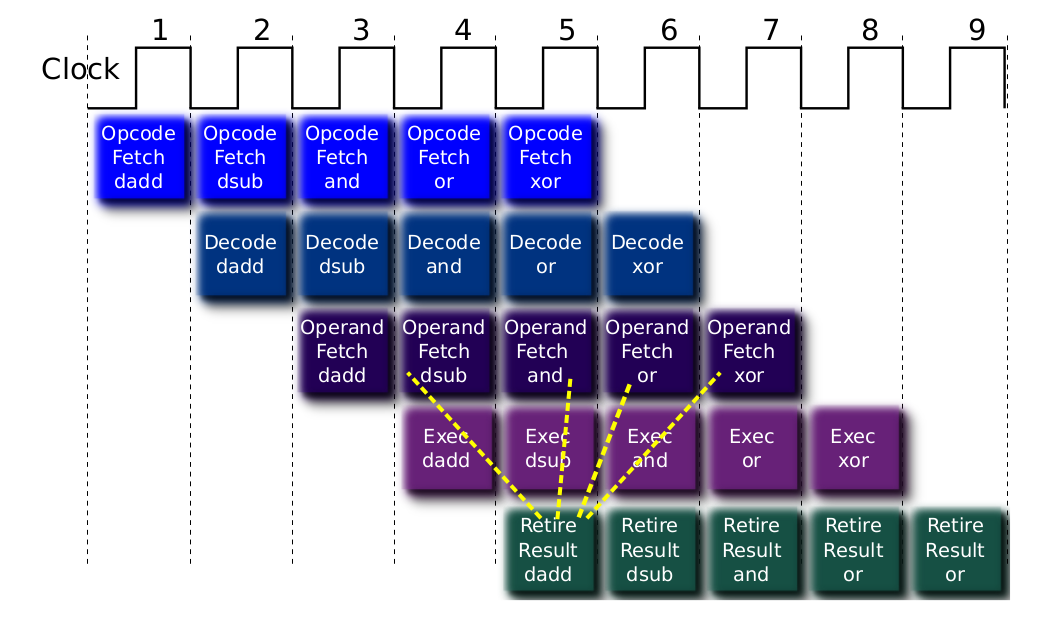 1 2 3 4 5 6 7 8 9
Clock
Opcode Opcode Opcode Opcode Opcode
Fetch Fetch Fetch Fetch Fetch
dadd dsub and or xor
Decode Decode Decode Decode Decode
dadd dsub and or xor
Operand Operand Operand Operand Operand
Fetch Fetch Fetch Fetch Fetch
dadd dsub and or xor
Exec Exec Exec Exec Exec
dadd dsub and or xor
Retire Retire Retire Retire Retire
Result Result Result Result Result
dadd dsub and or or